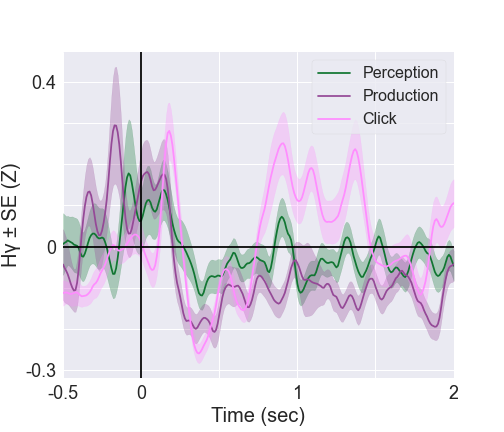 Perception
Production
Click
Hγ ± SE (Z)
0.4
0
-0.3
-0.5
0
1
2
Time (sec)